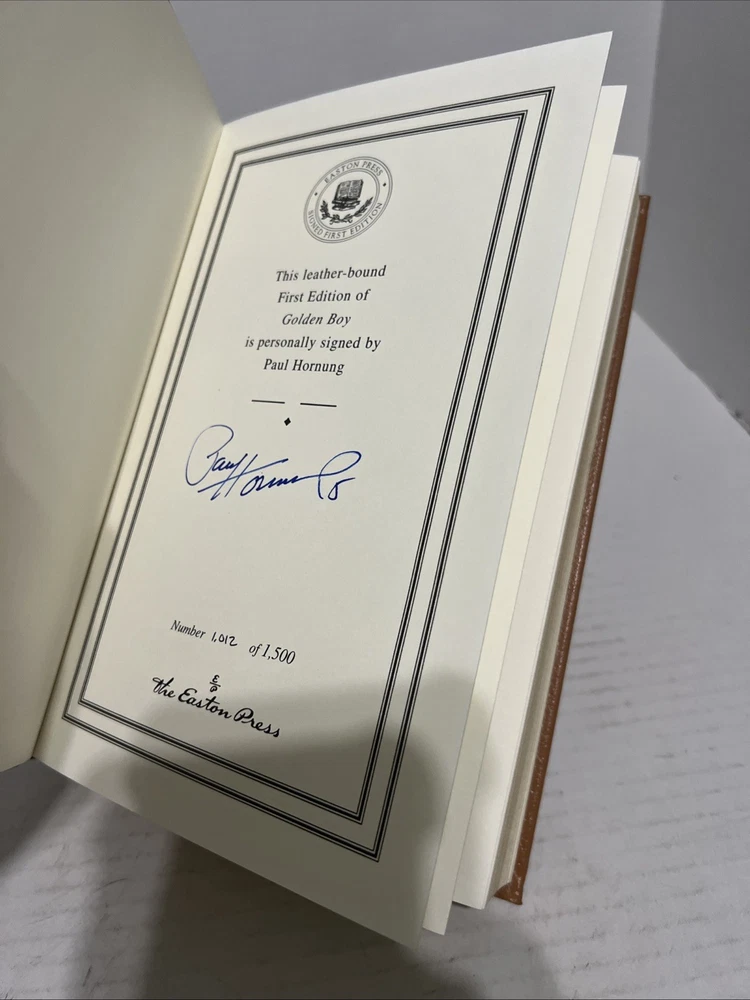 EASTON PRESS
SIGNED FIRST EDITION
This leather-bound
First Edition of
Golden Boy
is personally signed by
Paul Hornung
Paul Hornung
Number 1,012 of 1,500
E/P
the Easton Press